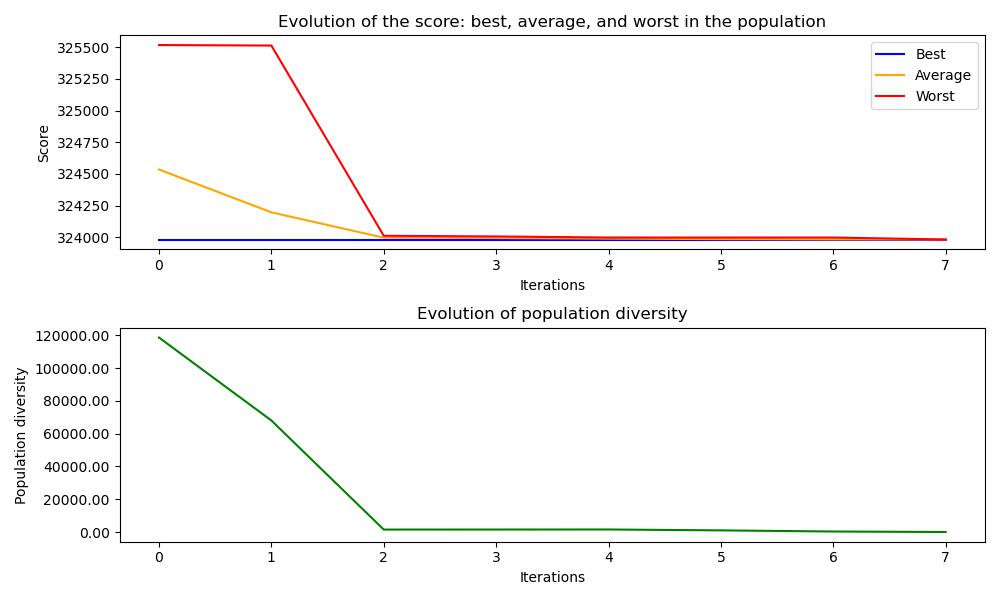 Evolution of the score: best, average, and worst in the population
325500
325250
325000
324750
324500
324250
324000
Score
Best
Average
Worst
0 1 2 3 4 5 6 7
Iterations
Evolution of population diversity
120000.00
100000.00
80000.00
60000.00
40000.00
20000.00
0.00
Population diversity
0 1 2 3 4 5 6 7
Iterations